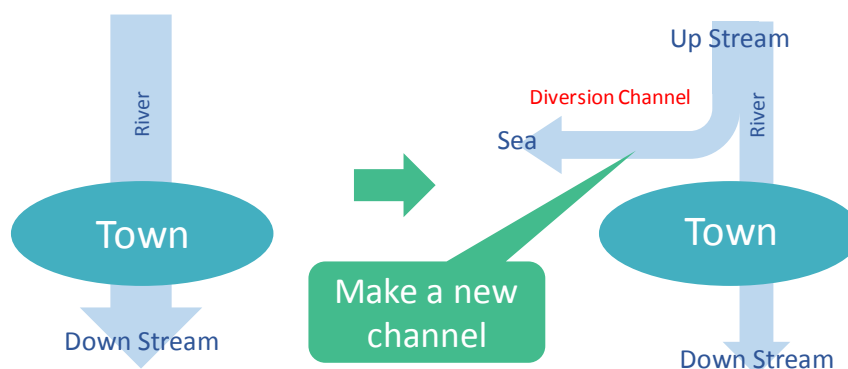 River
Town
Down Stream
Up Stream
Diversion Channel
River
Sea
Town
Make a new
channel
Down Stream